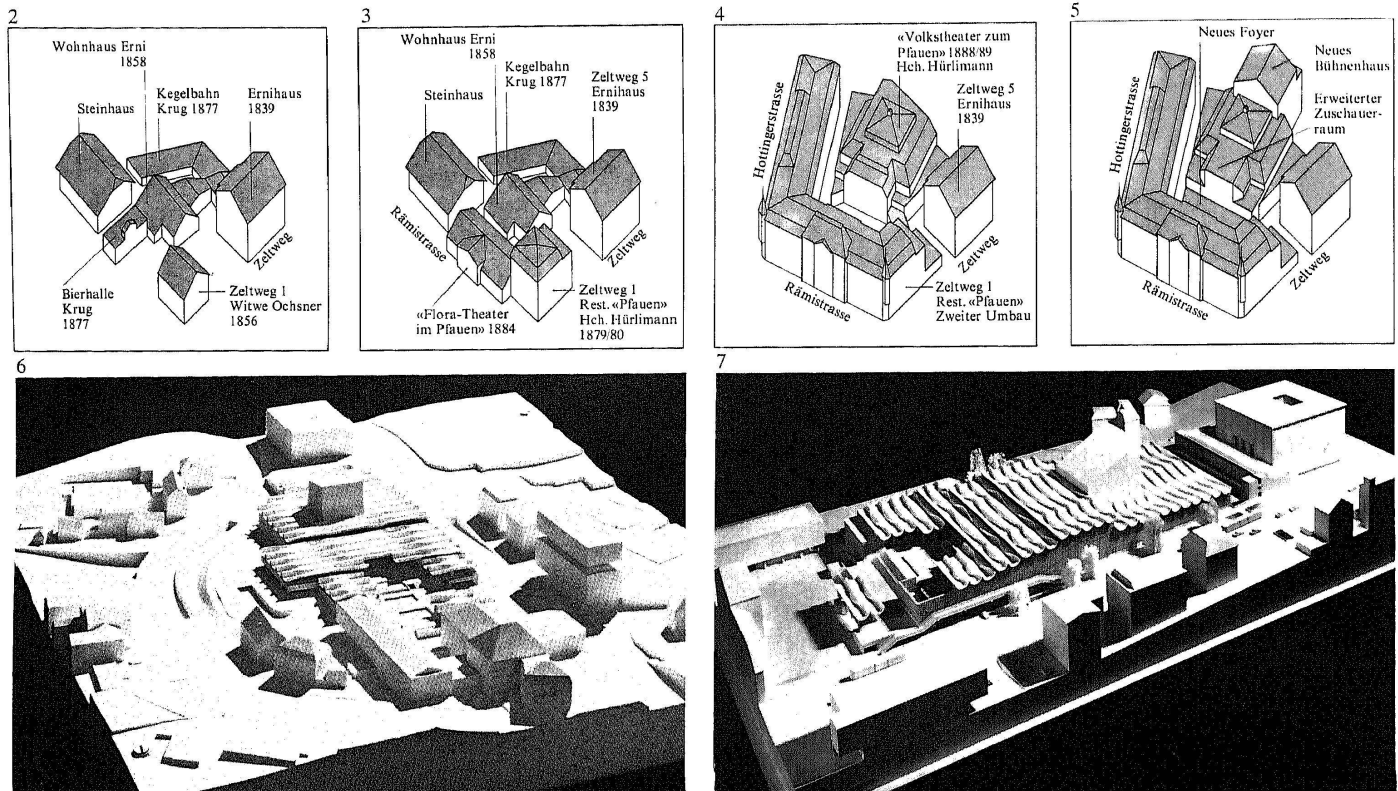 2
Wohnhaus Erni
1858
Steinhaus
Kegelbahn
Krug 1877
Ernihaus
1839
Bierhalle
Krug
1877
Zeltweg 1
Witwe Ochsner
1856
Zeltweg
3
Wohnhaus Erni
1858
Steinhaus
Kegelbahn
Krug 1877
Zeltweg 5
Ernihaus
1839
Rämistrasse
Zeltweg
«Flora-Theater
im Pfauen» 1884
Zeltweg 1
Rest. «Pfauen»
Hch. Hürlimann
1879/80
4
«Volkstheater zum
Pfauen» 1888/89
Hch. Hürlimann
Zeltweg 5
Ernihaus
1839
Hottingerstrasse
Rämistrasse
Zeltweg
Zeltweg 1
Rest. «Pfauen»
Zweiter Umbau
5
Neues Foyer
Neues
Bühnenhaus
Erweiterter
Zuschauer-
raum
Hottingerstrasse
Rämistrasse
Zeltweg
6
7